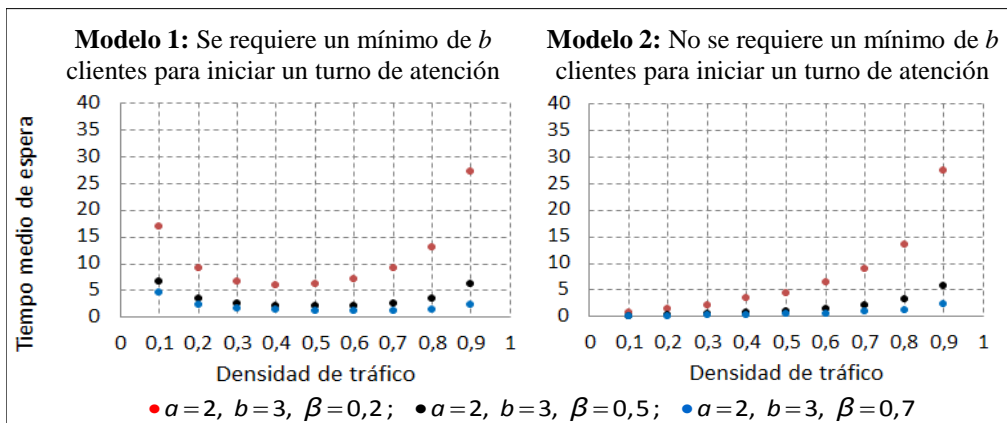 Modelo 1: Se requiere un mínimo de b
clientes para iniciar un turno de atención
Modelo 2: No se requiere un mínimo de b
clientes para iniciar un turno de atención
Tiempo medio de espera
40
35
30
25
20
15
10
5
0
0 0,1 0,2 0,3 0,4 0,5 0,6 0,7 0,8 0,9 1
Densidad de tráfico
40
35
30
25
20
15
10
5
0
0 0,1 0,2 0,3 0,4 0,5 0,6 0,7 0,8 0,9 1
Densidad de tráfico
a=2, b=3, β=0,2; a=2, b=3, β=0,5; a=2, b=3, β=0,7